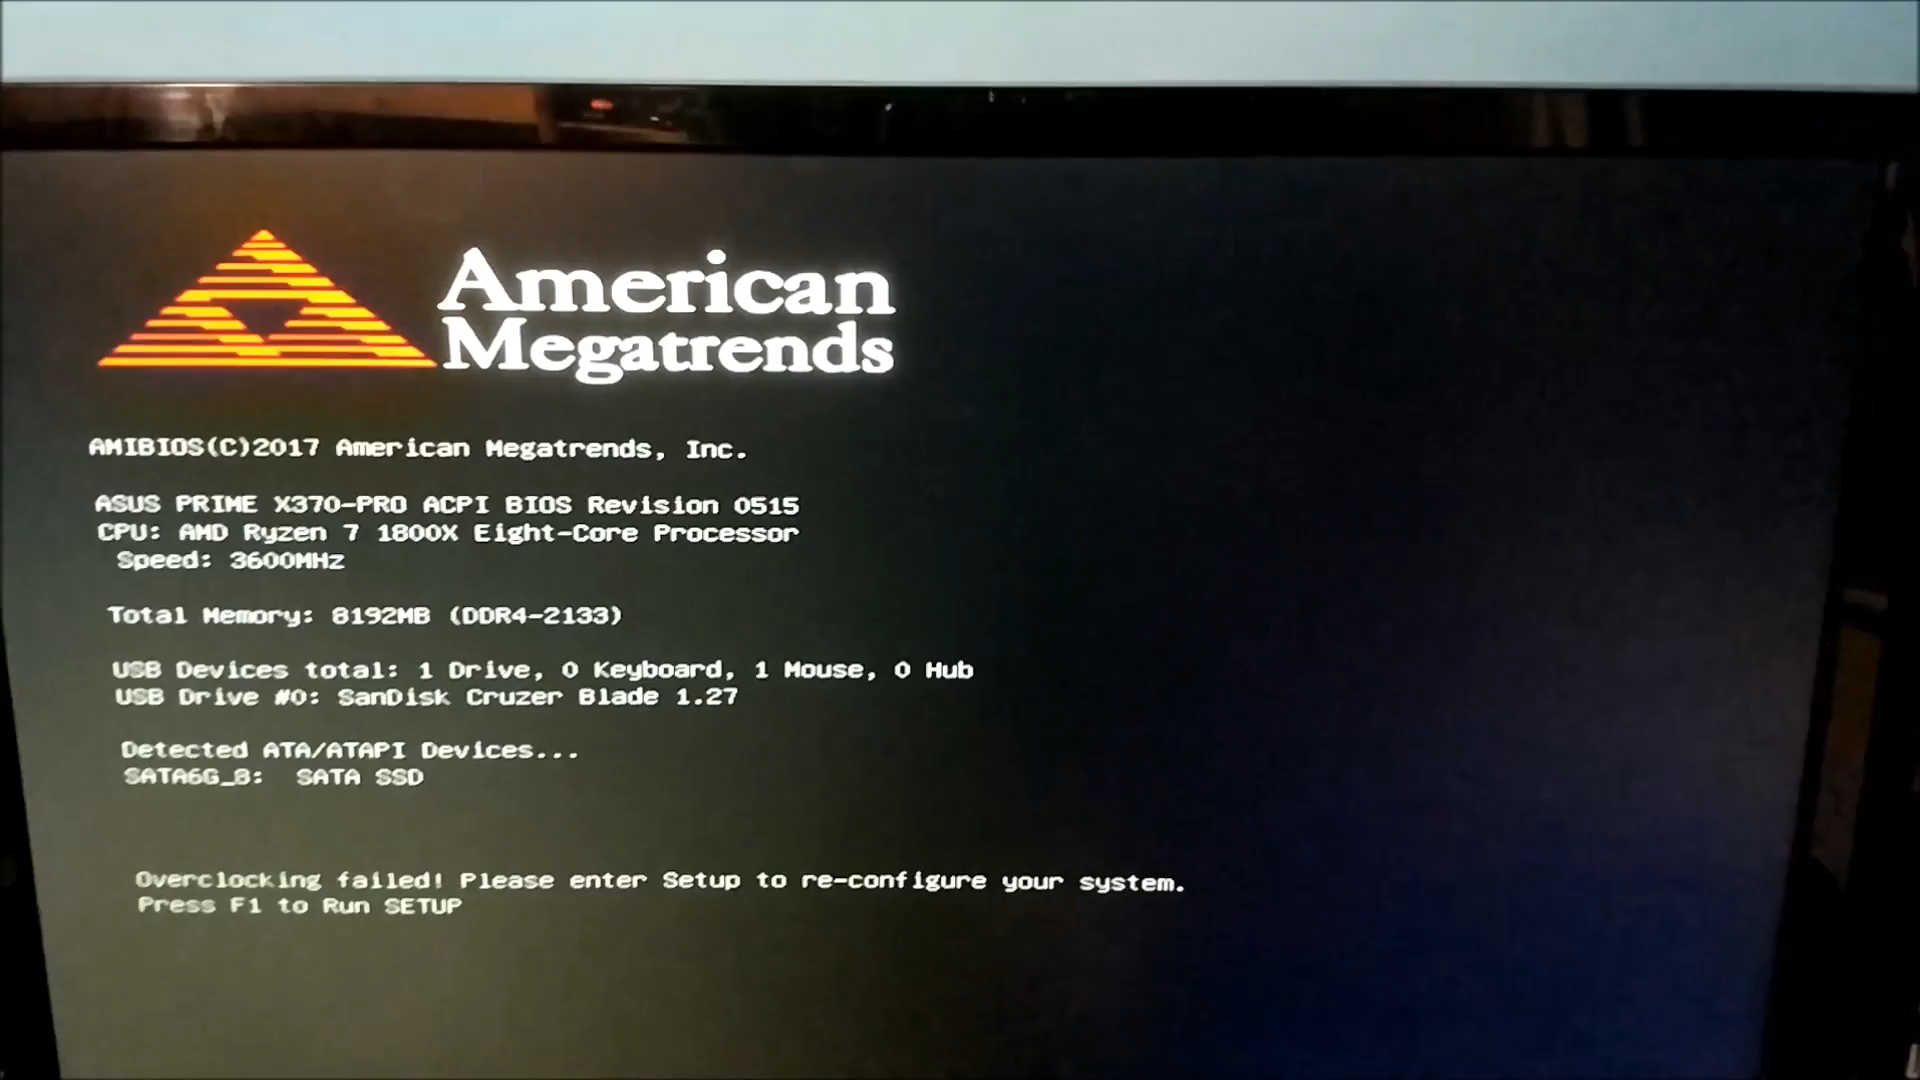 American
Megatrends
AMIBIOS(C)2017 American Megatrends, Inc.
ASUS PRIME X370-PRO ACPI BIOS Revision 0515
CPU: AMD Ryzen 7 1800X Eight-Core Processor
Speed: 3600MHz
Total Memory: 8192MB (DDR4-2133)
USB Devices total: 1 Drive, 0 Keyboard, 1 Mouse, 0 Hub
USB Drive #0: SanDisk Cruzer Blade 1.27
Detected ATA/ATAPI Devices...
SATA6G_8: SATA SSD
Overclocking failed! Please enter Setup to re-configure your system.
Press F1 to Run SETUP